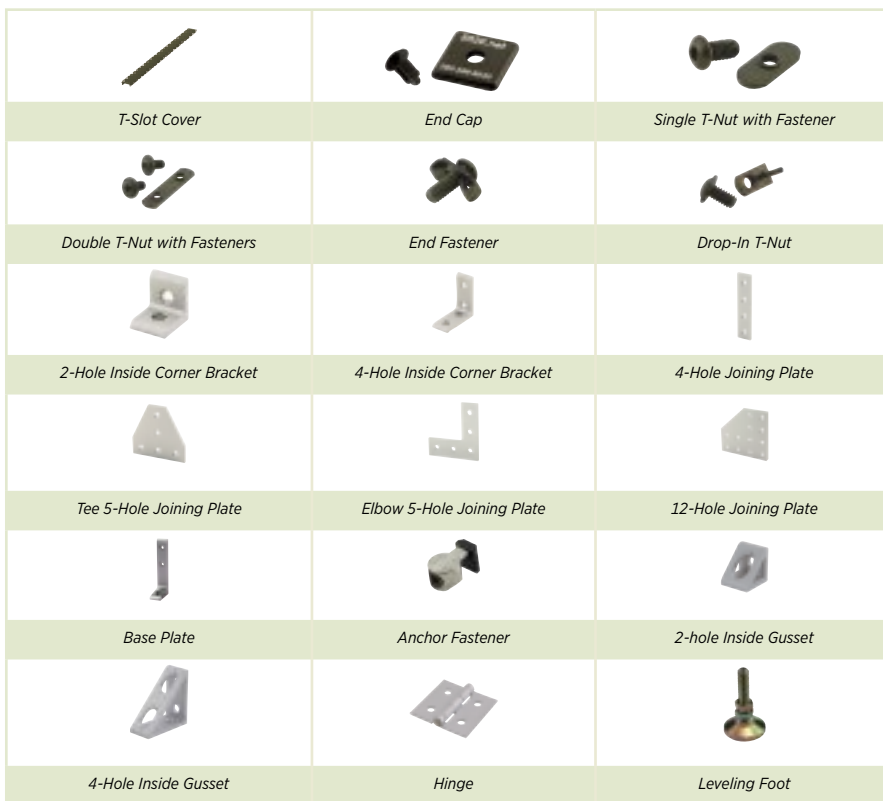 T-Slot Cover
End Cap
Single T-Nut with Fastener
Double T-Nut with Fasteners
End Fastener
Drop-In T-Nut
2-Hole Inside Corner Bracket
4-Hole Inside Corner Bracket
4-Hole Joining Plate
Tee 5-Hole Joining Plate
Elbow 5-Hole Joining Plate
12-Hole Joining Plate
Base Plate
Anchor Fastener
2-hole Inside Gusset
4-Hole Inside Gusset
Hinge
Leveling Foot